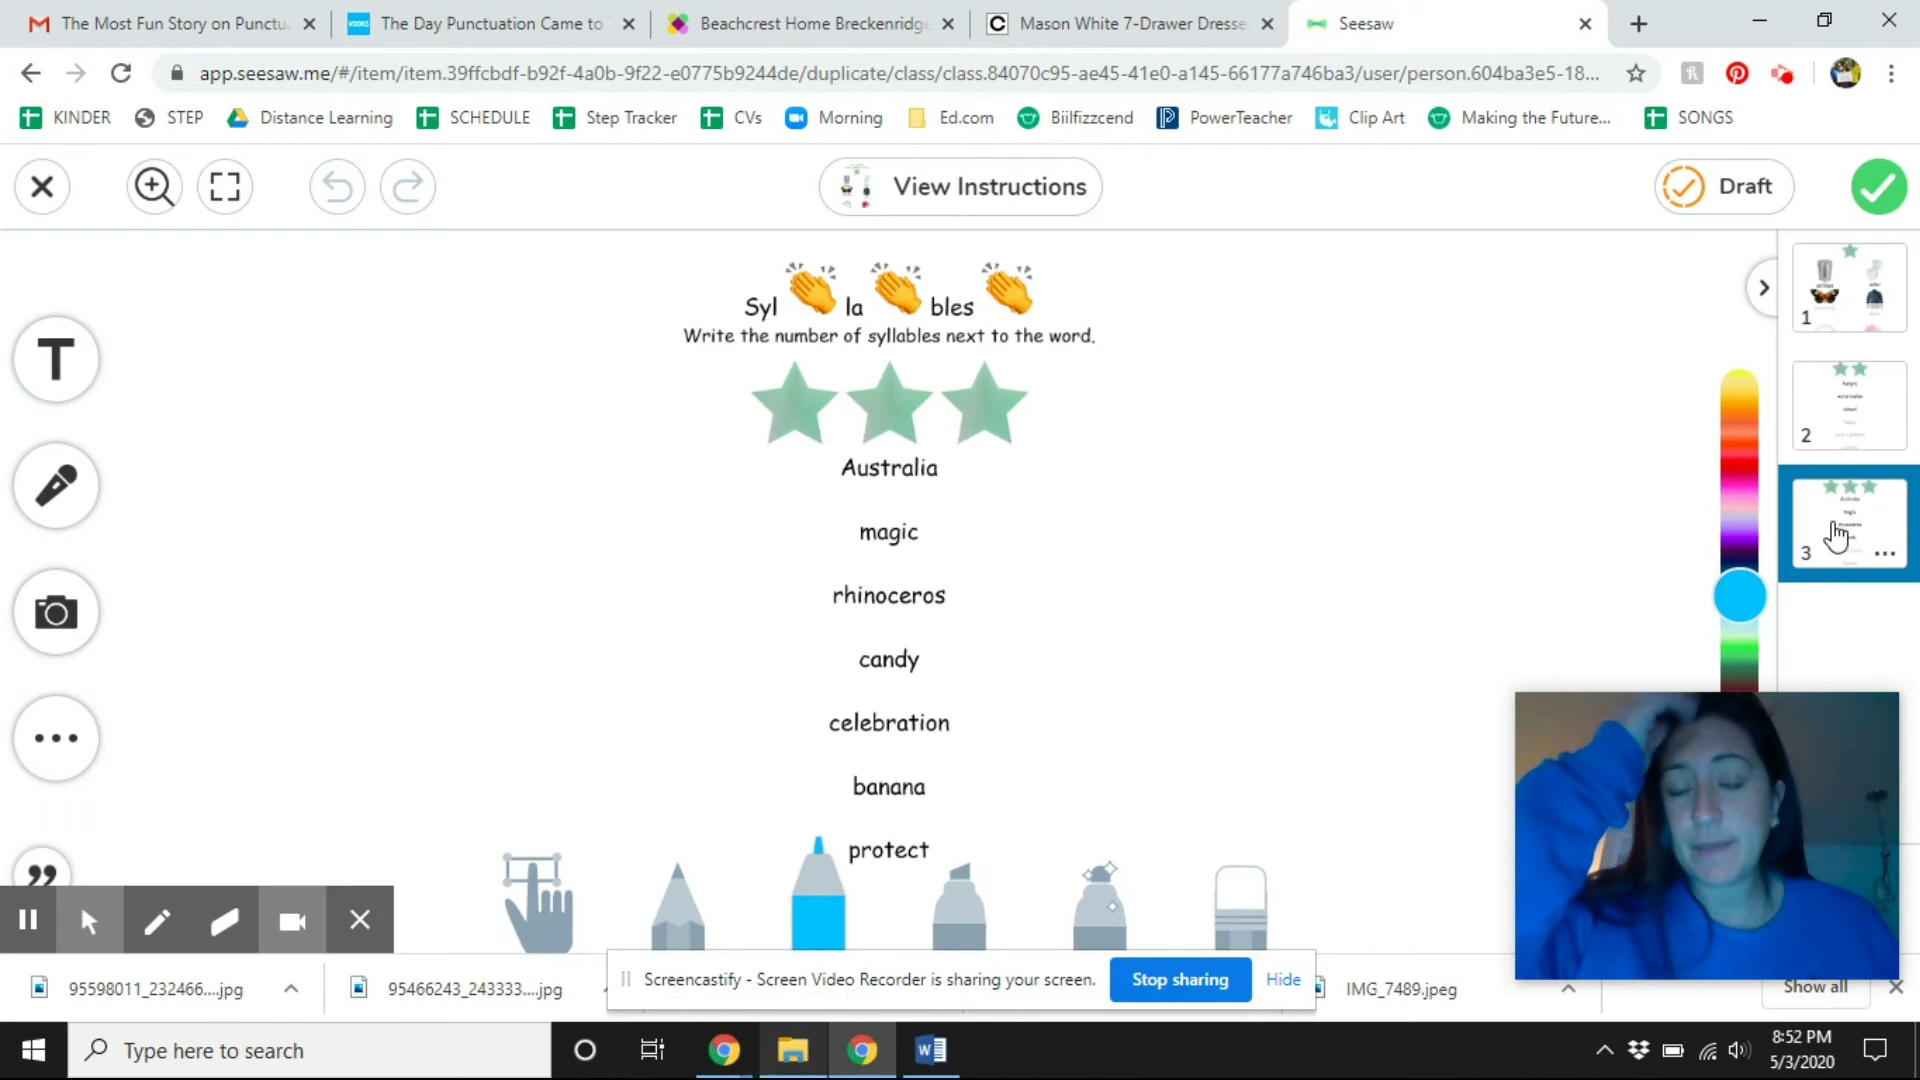 The Most Fun Story on Punctua
The Day Punctuation Came to
Beachcrest Home Breckenridge
Mason White 7-Drawer Dresse
Seesaw
app.seesaw.me/#/item/item.39ffcbdf-b92f-4a0b-9f22-e0775b9244de/duplicate/class/class.84070c95-ae45-41e0-a145-66177a746ba3/user/person.604ba3e5-18...
KINDER STEP Distance Learning SCHEDULE Step Tracker CVs Morning Ed.com Biilfizzcend PowerTeacher Clip Art Making the Future... SONGS
View Instructions
Draft
Syl la bles
Write the number of syllables next to the word.
Australia
magic
rhinoceros
candy
celebration
banana
protect
1
2
3
95598011_232466....jpg
95466243_243333....jpg
Screencastify - Screen Video Recorder is sharing your screen.
Stop sharing
Hide
IMG_7489.jpeg
Show all
Type here to search
8:52 PM
5/3/2020